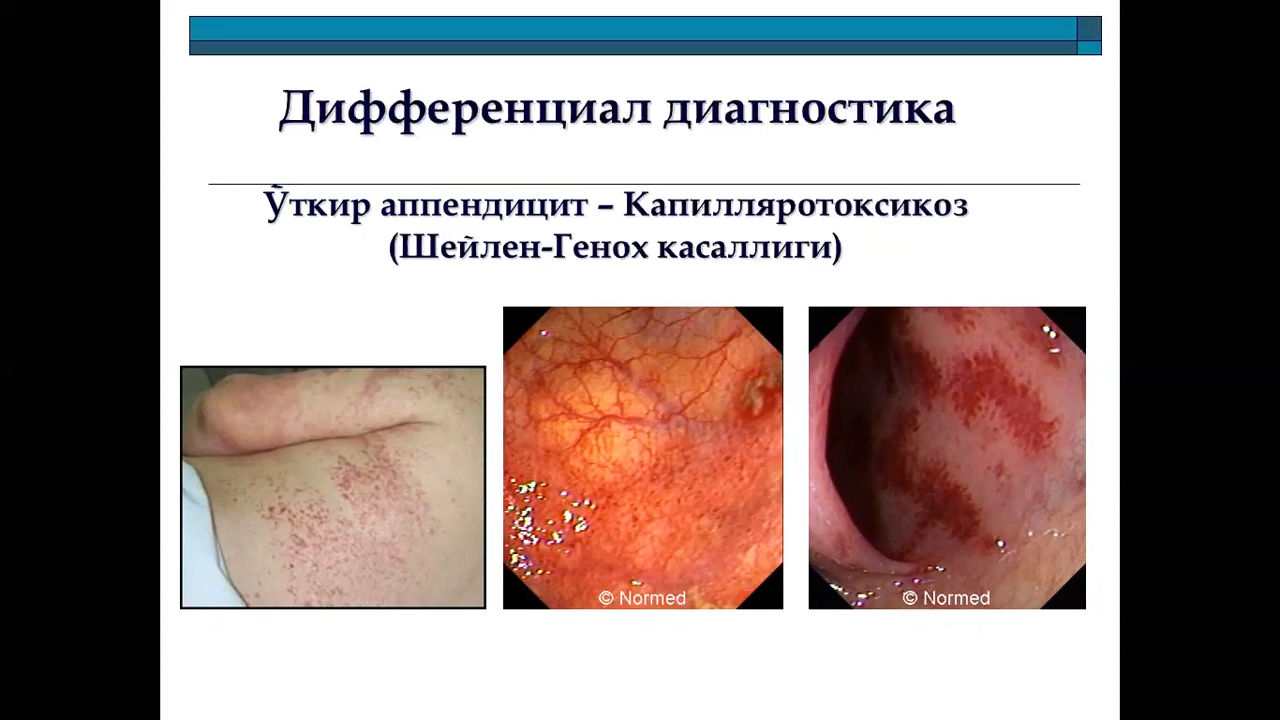 Дифференциал диагностика
Ўткир аппендицит – Капилляротоксикоз
(Шейлен-Генох касаллиги)
© Normed
© Normed